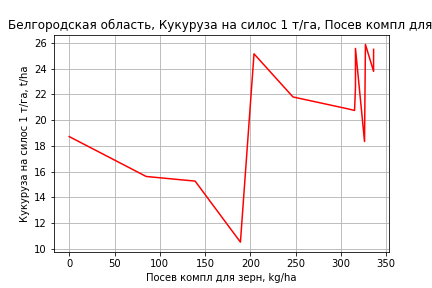 Белгородская область, Кукуруза на силос 1 т/га, Посев компл для
26
24
22
20
18
16
14
12
10
Кукуруза на силос 1 т/га, t/ha
0 50 100 150 200 250 300 350
Посев компл для зерн, kg/ha